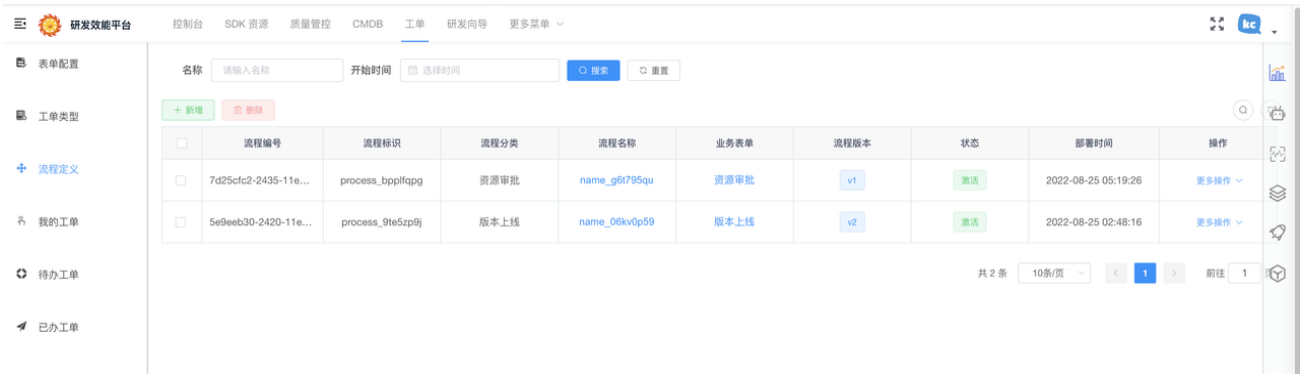 研发效能平台 控制台 SDK 资源 质量管控 CMDB 工单 研发向导 更多菜单 kc
表单配置
工单类型
流程定义
我的工单
待办工单
已办工单
名称 请输入名称 开始时间 选择时间 搜索 重置
+ 新增 删除
流程编号 流程标识 流程分类 流程名称 业务表单 流程版本 状态 部署时间 操作
7d25cfc2-2435-11e... process_bpplfqpg 资源审批 name_g6t795qu 资源审批 v1 激活 2022-08-25 05:19:26 更多操作
5e9eeb30-2420-11e... process_9te5zp9j 版本上线 name_06kv0p59 版本上线 v2 激活 2022-08-25 02:48:16 更多操作
共 2 条 10条/页 1 前往 1